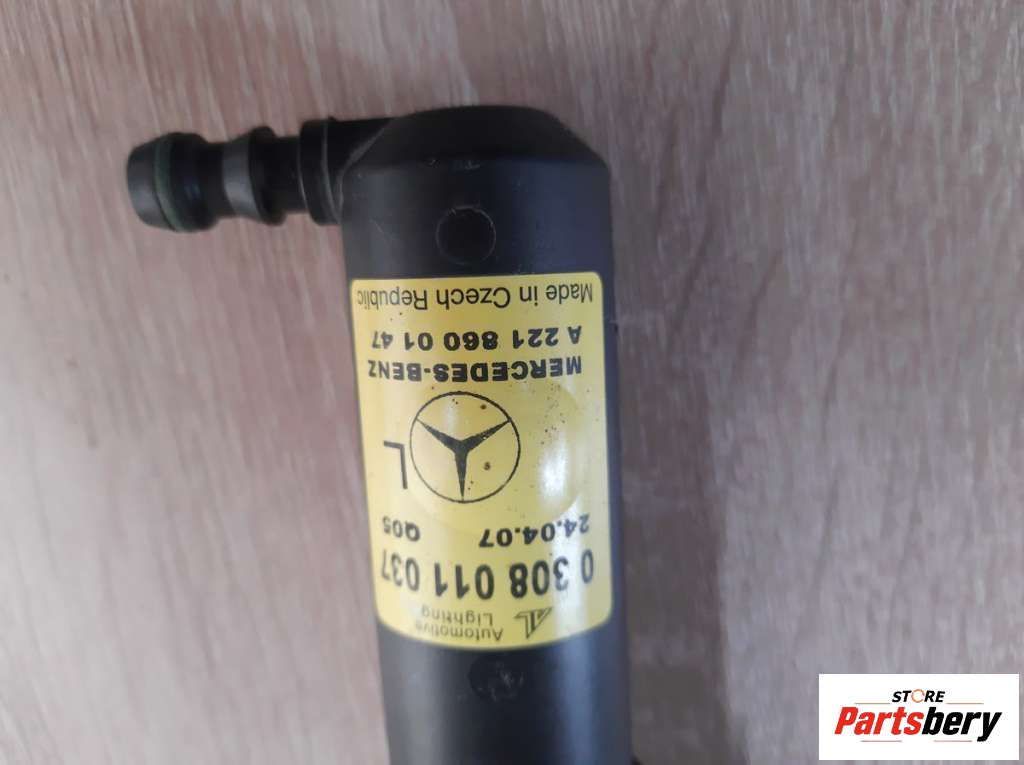 Automotive
Lighting
0 308 011 037
24.04.07 Q05
L
MERCEDES-BENZ
A 221 860 01 47
Made in Czech Republic
STORE
Partsbery